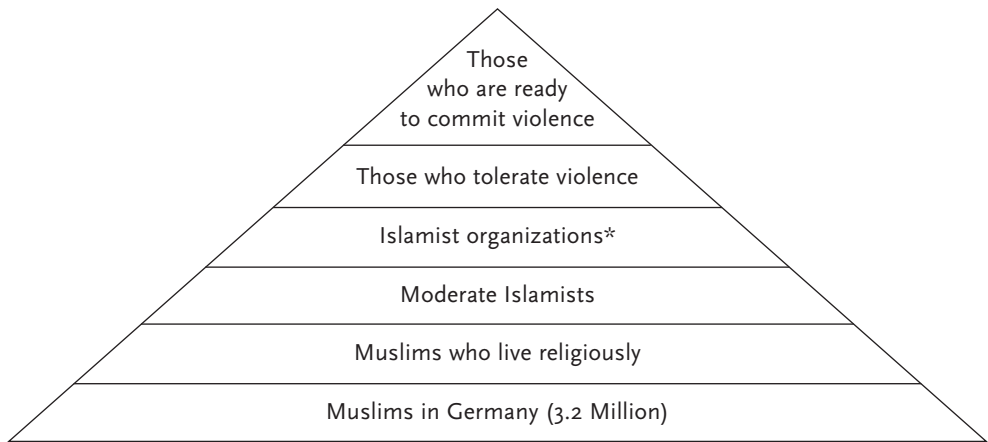 Those
who are ready
to commit violence
Those who tolerate violence
Islamist organizations*
Moderate Islamists
Muslims who live religiously
Muslims in Germany (3.2 Million)